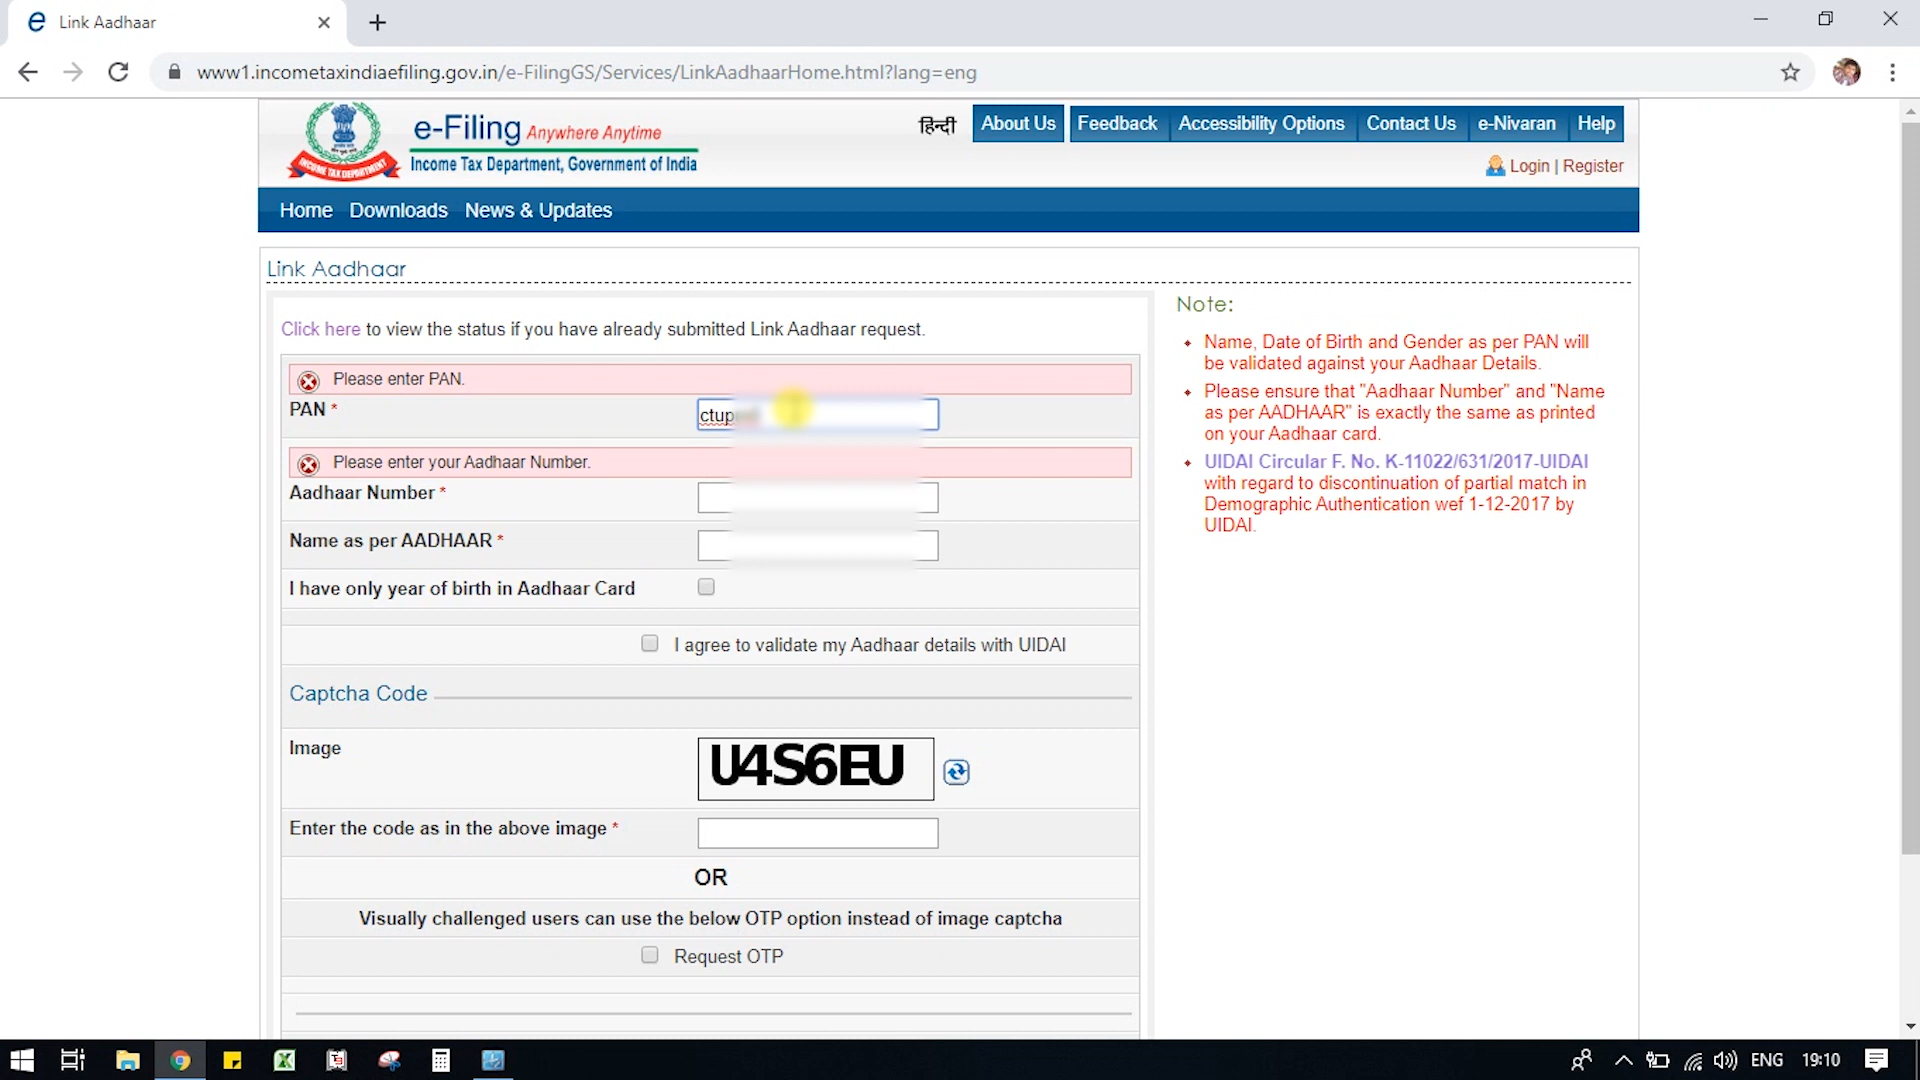 Link Aadhaar
www1.incometaxindiaefiling.gov.in/e-FilingGS/Services/LinkAadhaarHome.html?lang=eng
e-Filing Anywhere Anytime
Income Tax Department, Government of India
INCOME TAX DEPARTMENT
हिन्दी About Us Feedback Accessibility Options Contact Us e-Nivaran Help
Login | Register
Home Downloads News & Updates
Link Aadhaar
Click here to view the status if you have already submitted Link Aadhaar request.
Please enter PAN.
PAN * ctup
Please enter your Aadhaar Number.
Aadhaar Number *
Name as per AADHAAR *
I have only year of birth in Aadhaar Card
I agree to validate my Aadhaar details with UIDAI
Captcha Code
Image
U4S6EU
Enter the code as in the above image *
OR
Visually challenged users can use the below OTP option instead of image captcha
Request OTP
Note:
Name, Date of Birth and Gender as per PAN will
be validated against your Aadhaar Details.
Please ensure that "Aadhaar Number" and "Name
as per AADHAAR" is exactly the same as printed
on your Aadhaar card.
UIDAI Circular F. No. K-11022/631/2017-UIDAI
with regard to discontinuation of partial match in
Demographic Authentication wef 1-12-2017 by
UIDAI.
ENG 19:10